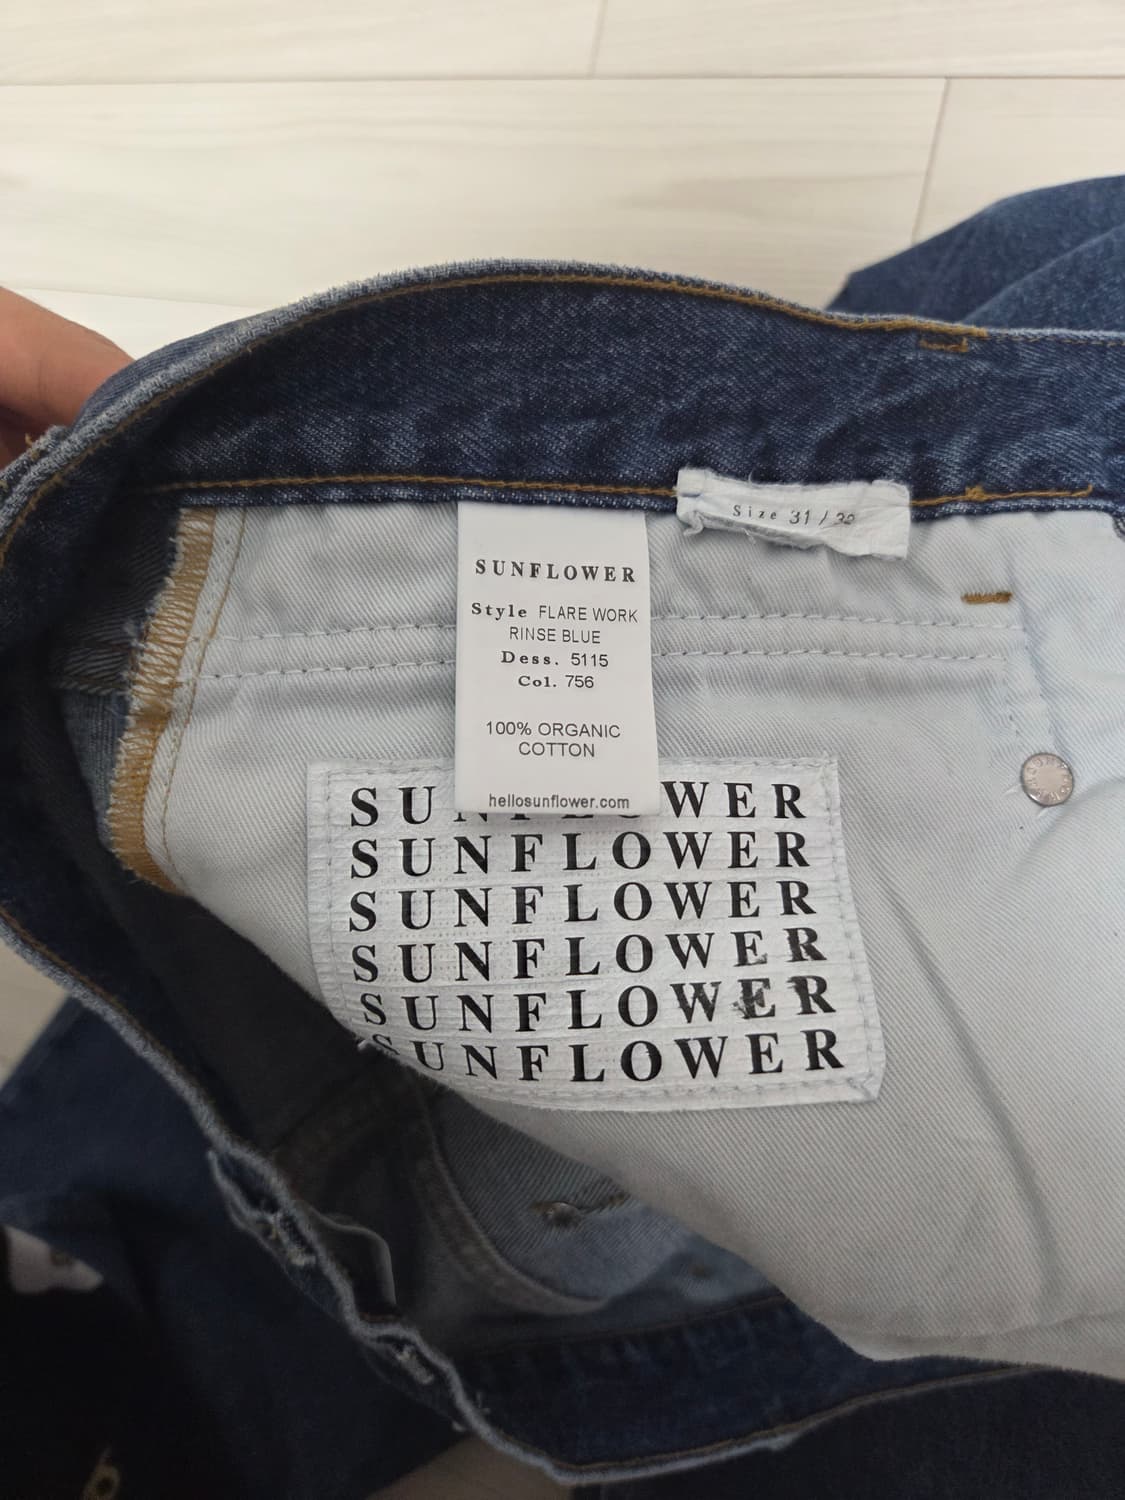 Size 31 / 32
SUNFLOWER
Style FLARE WORK
RINSE BLUE
Dess. 5115
Col. 756
100% ORGANIC
COTTON
hellosunflower.com
SUNFLOWER
SUNFLOWER
SUNFLOWER
SUNFLOWER
SUNFLOWER
SUNFLOWER